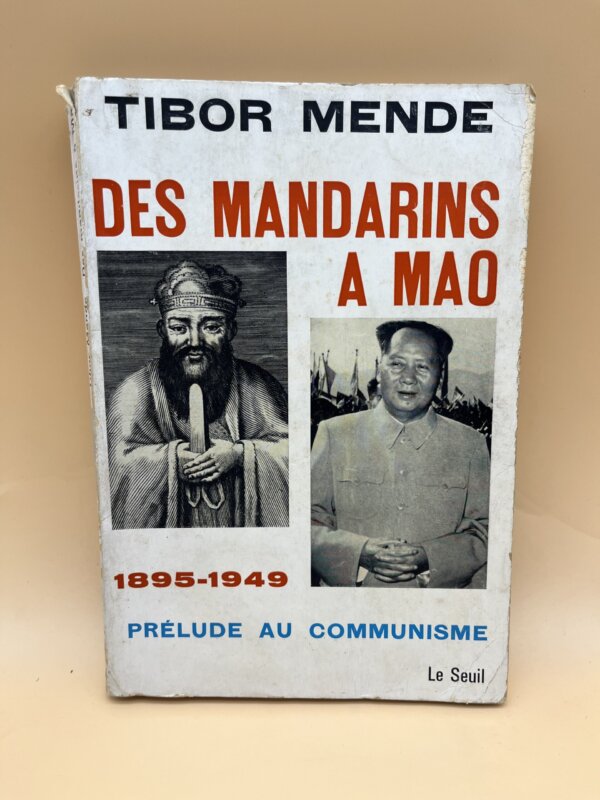 TIBOR MENDE
DES MANDARINS
A MAO
1895-1949
PRÉLUDE AU COMMUNISME
Le Seuil